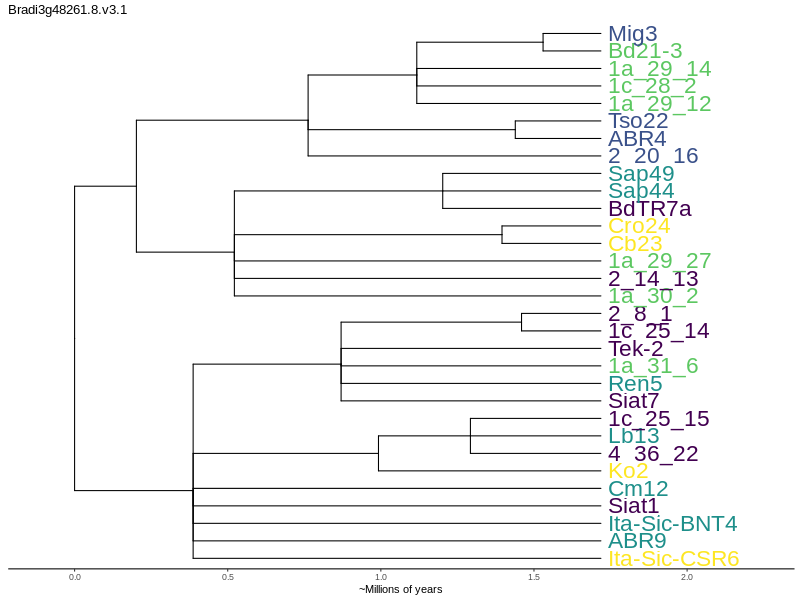 Bradi3g48261.8.v3.1
Mig3
Bd21-3
1a_29_14
1c_28_2
1a_29_12
Tso22
ABR4
2_20_16
Sap49
Sap44
BdTR7a
Cro24
Cb23
1a_29_27
2_14_13
1a_30_2
2_8_1
1c_25_14
Tek-2
1a_31_6
Ren5
Siat7
1c_25_15
Lb13
4_36_22
Ko2
Cm12
Siat1
Ita-Sic-BNT4
ABR9
Ita-Sic-CSR6
0.0 0.5 1.0 1.5 2.0
~Millions of years